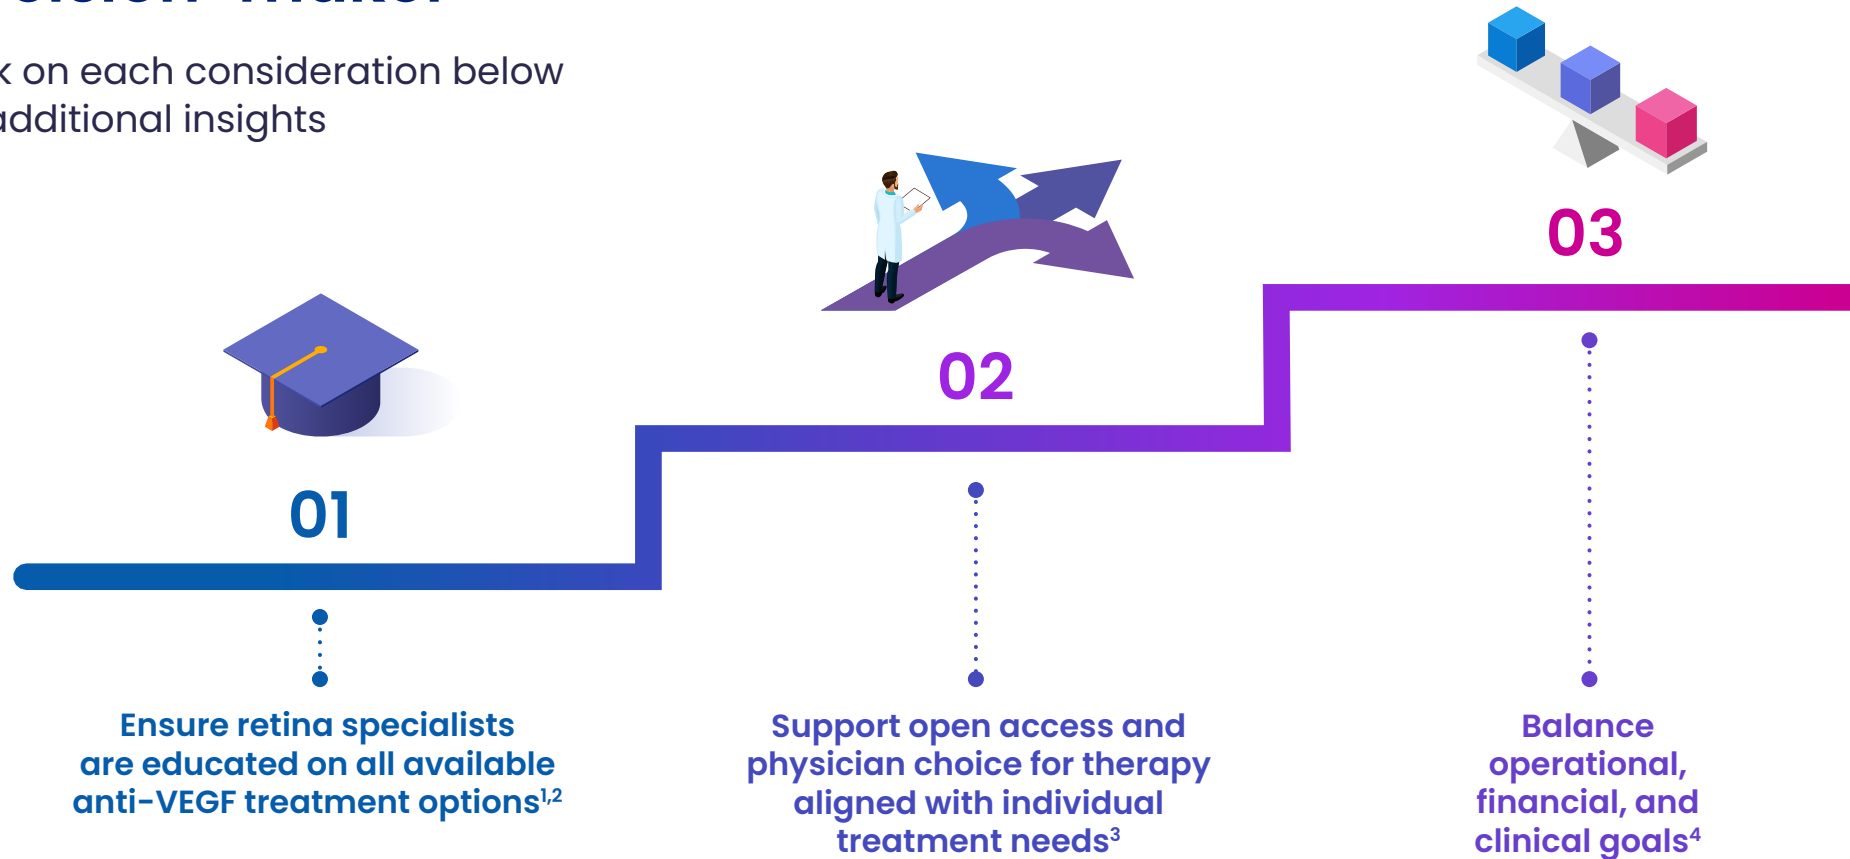 k on each consideration below
additional insights
03
02
01
Ensure retina specialists
are educated on all available
anti-VEGF treatment options1,2
Support open access and
physician choice for therapy
aligned with individual
treatment needs3
Balance
operational,
financial, and
clinical goals4